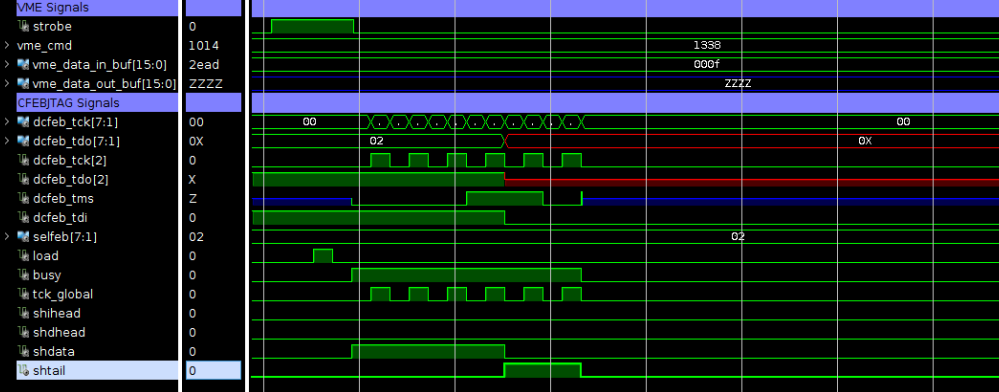 VME Signals
strobe 0
vme_cmd 1014 1338
vme_data_in_buf[15:0] 2ead 000f
vme_data_out_buf[15:0] ZZZZ ZZZZ
CFEBJTAG Signals
dcfeb_tck[7:1] 00 00 . . . . . . . . . . . 00
dcfeb_tdo[7:1] 0X 02 0X
dcfeb_tck[2] 0
dcfeb_tdo[2] X
dcfeb_tms Z
dcfeb_tdi 0
selfeb[7:1] 02 02
load 0
busy 0
tck_global 0
shihead 0
shdhead 0
shdata 0
shtail 0